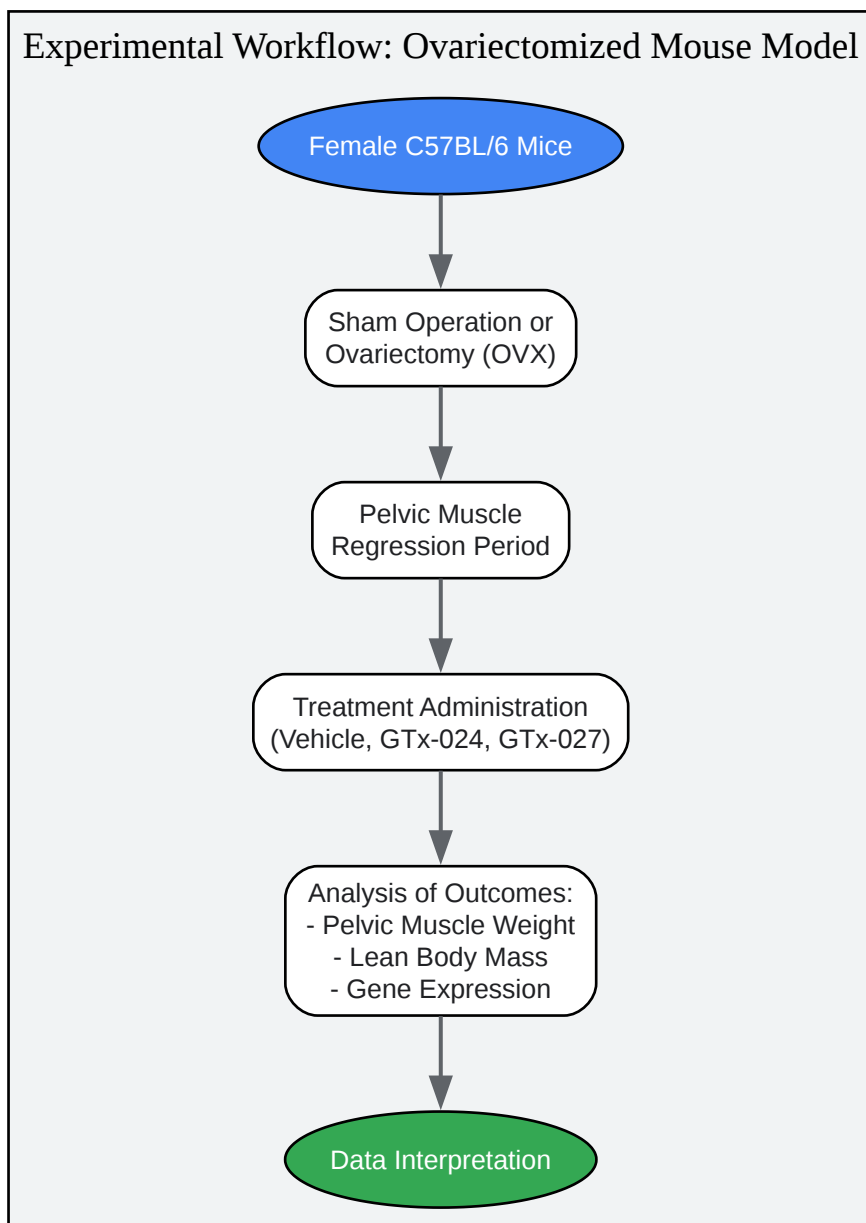 Experimental Workflow: Ovariectomized Mouse Model
Female C57BL/6 Mice
Sham Operation or
Ovariectomy (OVX)
Pelvic Muscle
Regression Period
Treatment Administration
(Vehicle, GTx-024, GTx-027)
Analysis of Outcomes:
- Pelvic Muscle Weight
- Lean Body Mass
- Gene Expression
Data Interpretation